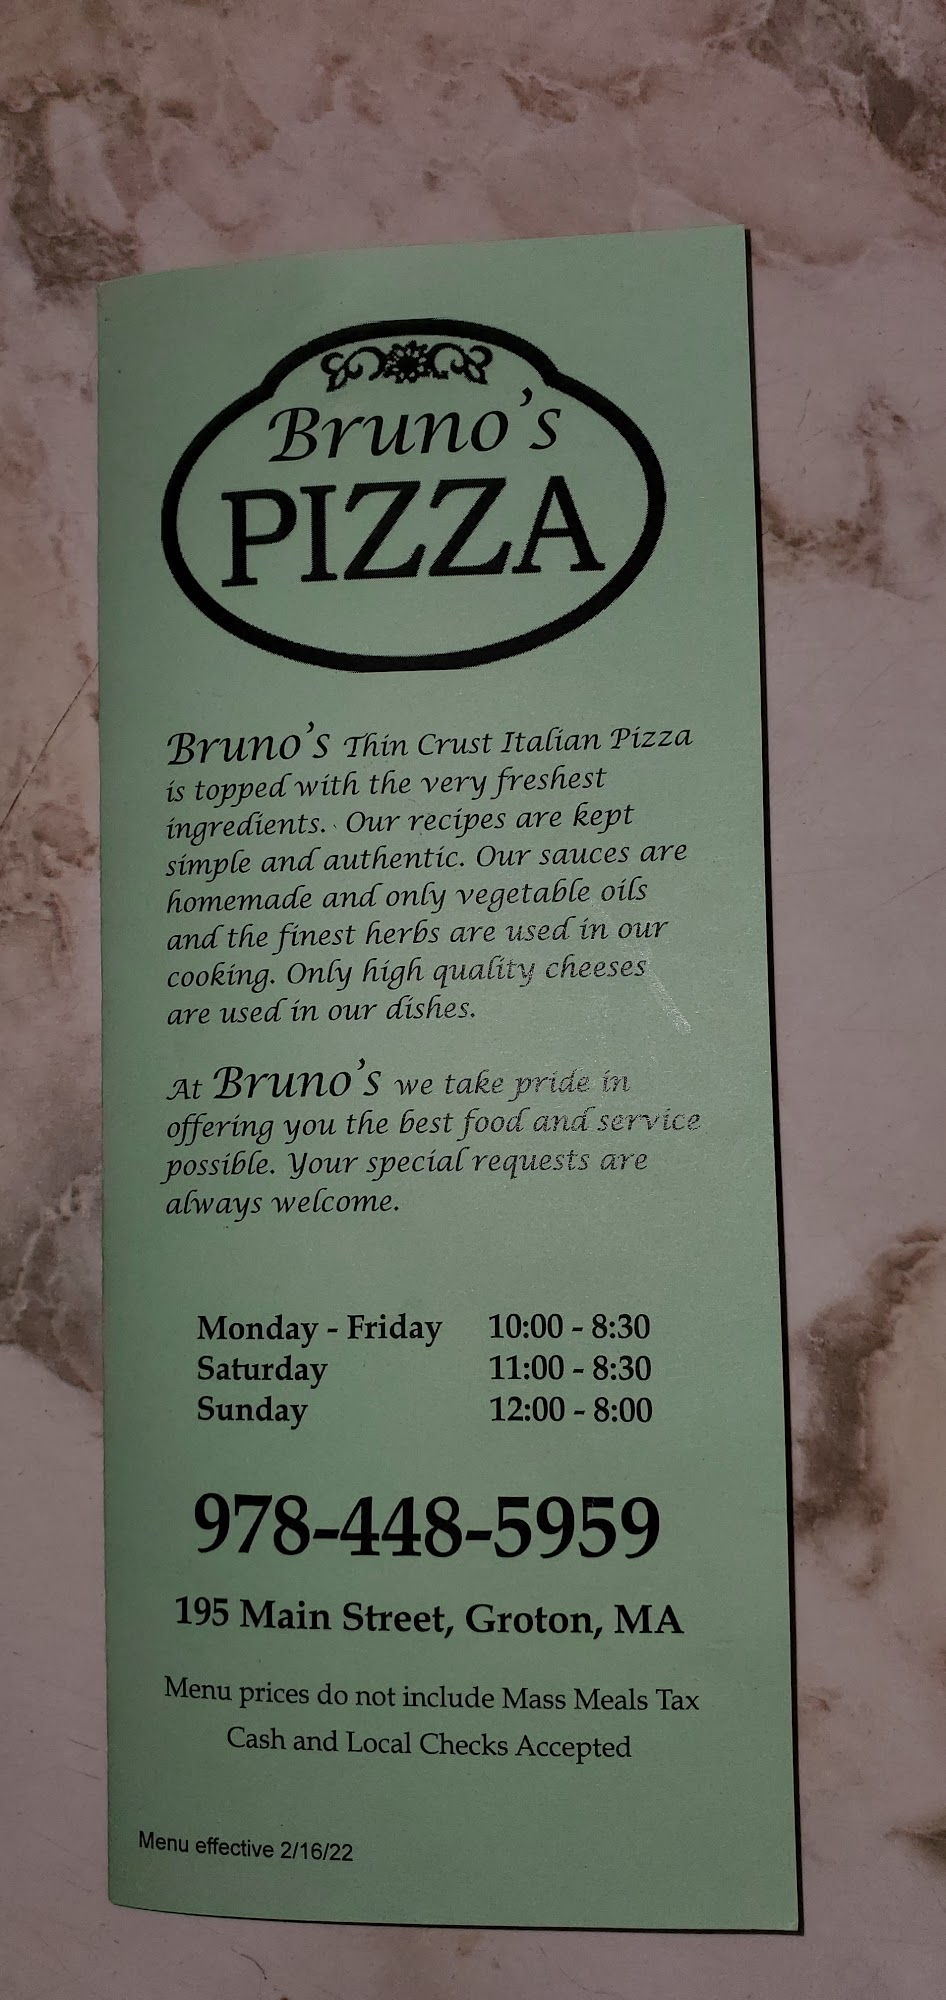 Bruno's
PIZZA
Bruno's Thin Crust Italian Pizza
is topped with the very freshest
ingredients. Our recipes are kept
simple and authentic. Our sauces are
homemade and only vegetable oils
and the finest herbs are used in our
cooking. Only high quality cheeses
are used in our dishes.
At Bruno's we take pride in
offering you the best food and service
possible. Your special requests are
always welcome.
Monday - Friday 10:00 - 8:30
Saturday 11:00 - 8:30
Sunday 12:00 - 8:00
978-448-5959
195 Main Street, Groton, MA
Menu prices do not include Mass Meals Tax
Cash and Local Checks Accepted
Menu effective 2/16/22